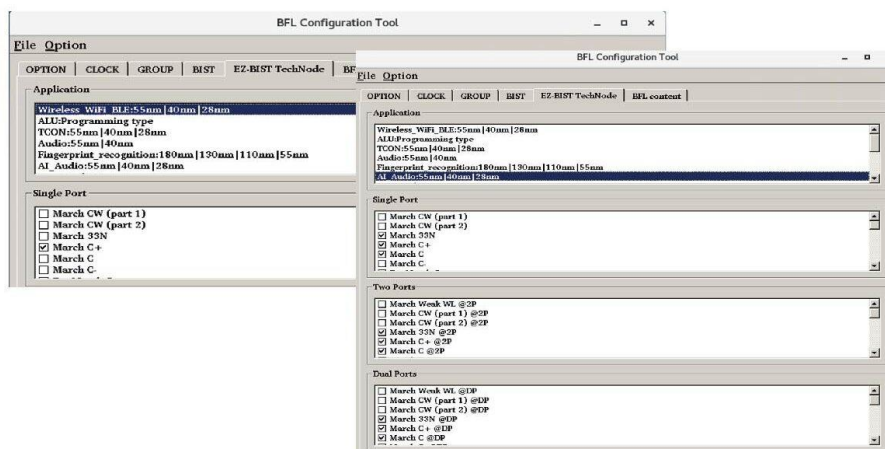 BFL Configuration Tool
File Option
OPTION CLOCK GROUP BIST EZ-BIST TechNode BF
Application
Wireless_WiFi_BLE:55nm|40nm|28nm
ALU:Programming type
TCON:55nm|40nm|28nm
Audio:55nm|40nm
Fingerprint_recognition:180nm|130nm|110nm|55nm
AI_Audio:55nm|40nm|28nm
Single Port
March CW (part 1)
March CW (part 2)
March 33N
March C+
March C
March C-
BFL Configuration Tool
File Option
OPTION CLOCK GROUP BIST EZ-BIST TechNode BFL content
Application
Wireless_WiFi_BLE:55nm|40nm|28nm
ALU:Programming type
TCON:55nm|40nm|28nm
Audio:55nm|40nm
Fingerprint_recognition:180nm|130nm|110nm|55nm
AI_Audio:55nm|40nm|28nm
Single Port
March CW (part 1)
March CW (part 2)
March 33N
March C+
March C
March C-
Two Ports
March Weak WL @2P
March CW (part 1) @2P
March CW (part 2) @2P
March 33N @2P
March C+ @2P
March C @2P
Dual Ports
March Weak WL @DP
March CW (part 1) @DP
March CW (part 2) @DP
March 33N @DP
March C+ @DP
March C @DP